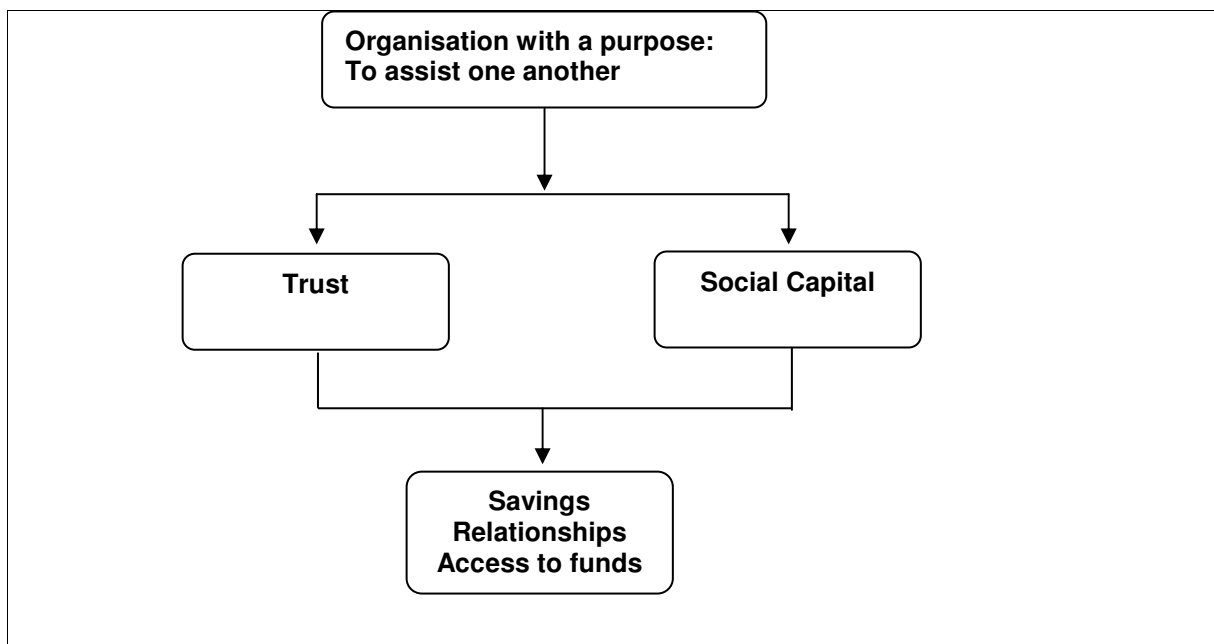 Organisation with a purpose:
To assist one another
Trust
Social Capital
Savings
Relationships
Access to funds